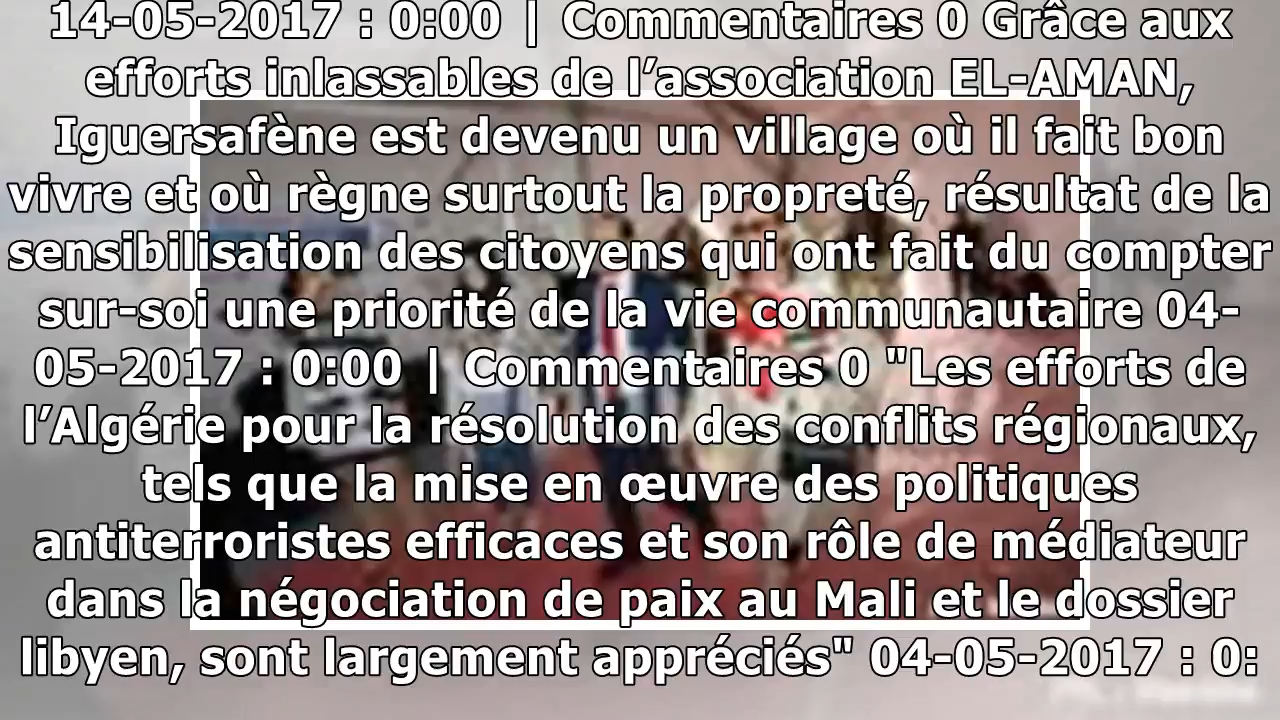 14-05-2017 : 0:00 | Commentaires 0 Grâce aux
efforts inlassables de l’association EL-AMAN,
Iguersafène est devenu un village où il fait bon
vivre et où règne surtout la propreté, résultat de la
sensibilisation des citoyens qui ont fait du compter
sur-soi une priorité de la vie communautaire 04-
05-2017 : 0:00 | Commentaires 0 "Les efforts de
l’Algérie pour la résolution des conflits régionaux,
tels que la mise en œuvre des politiques
antiterroristes efficaces et son rôle de médiateur
dans la négociation de paix au Mali et le dossier
libyen, sont largement appréciés" 04-05-2017 : 0: